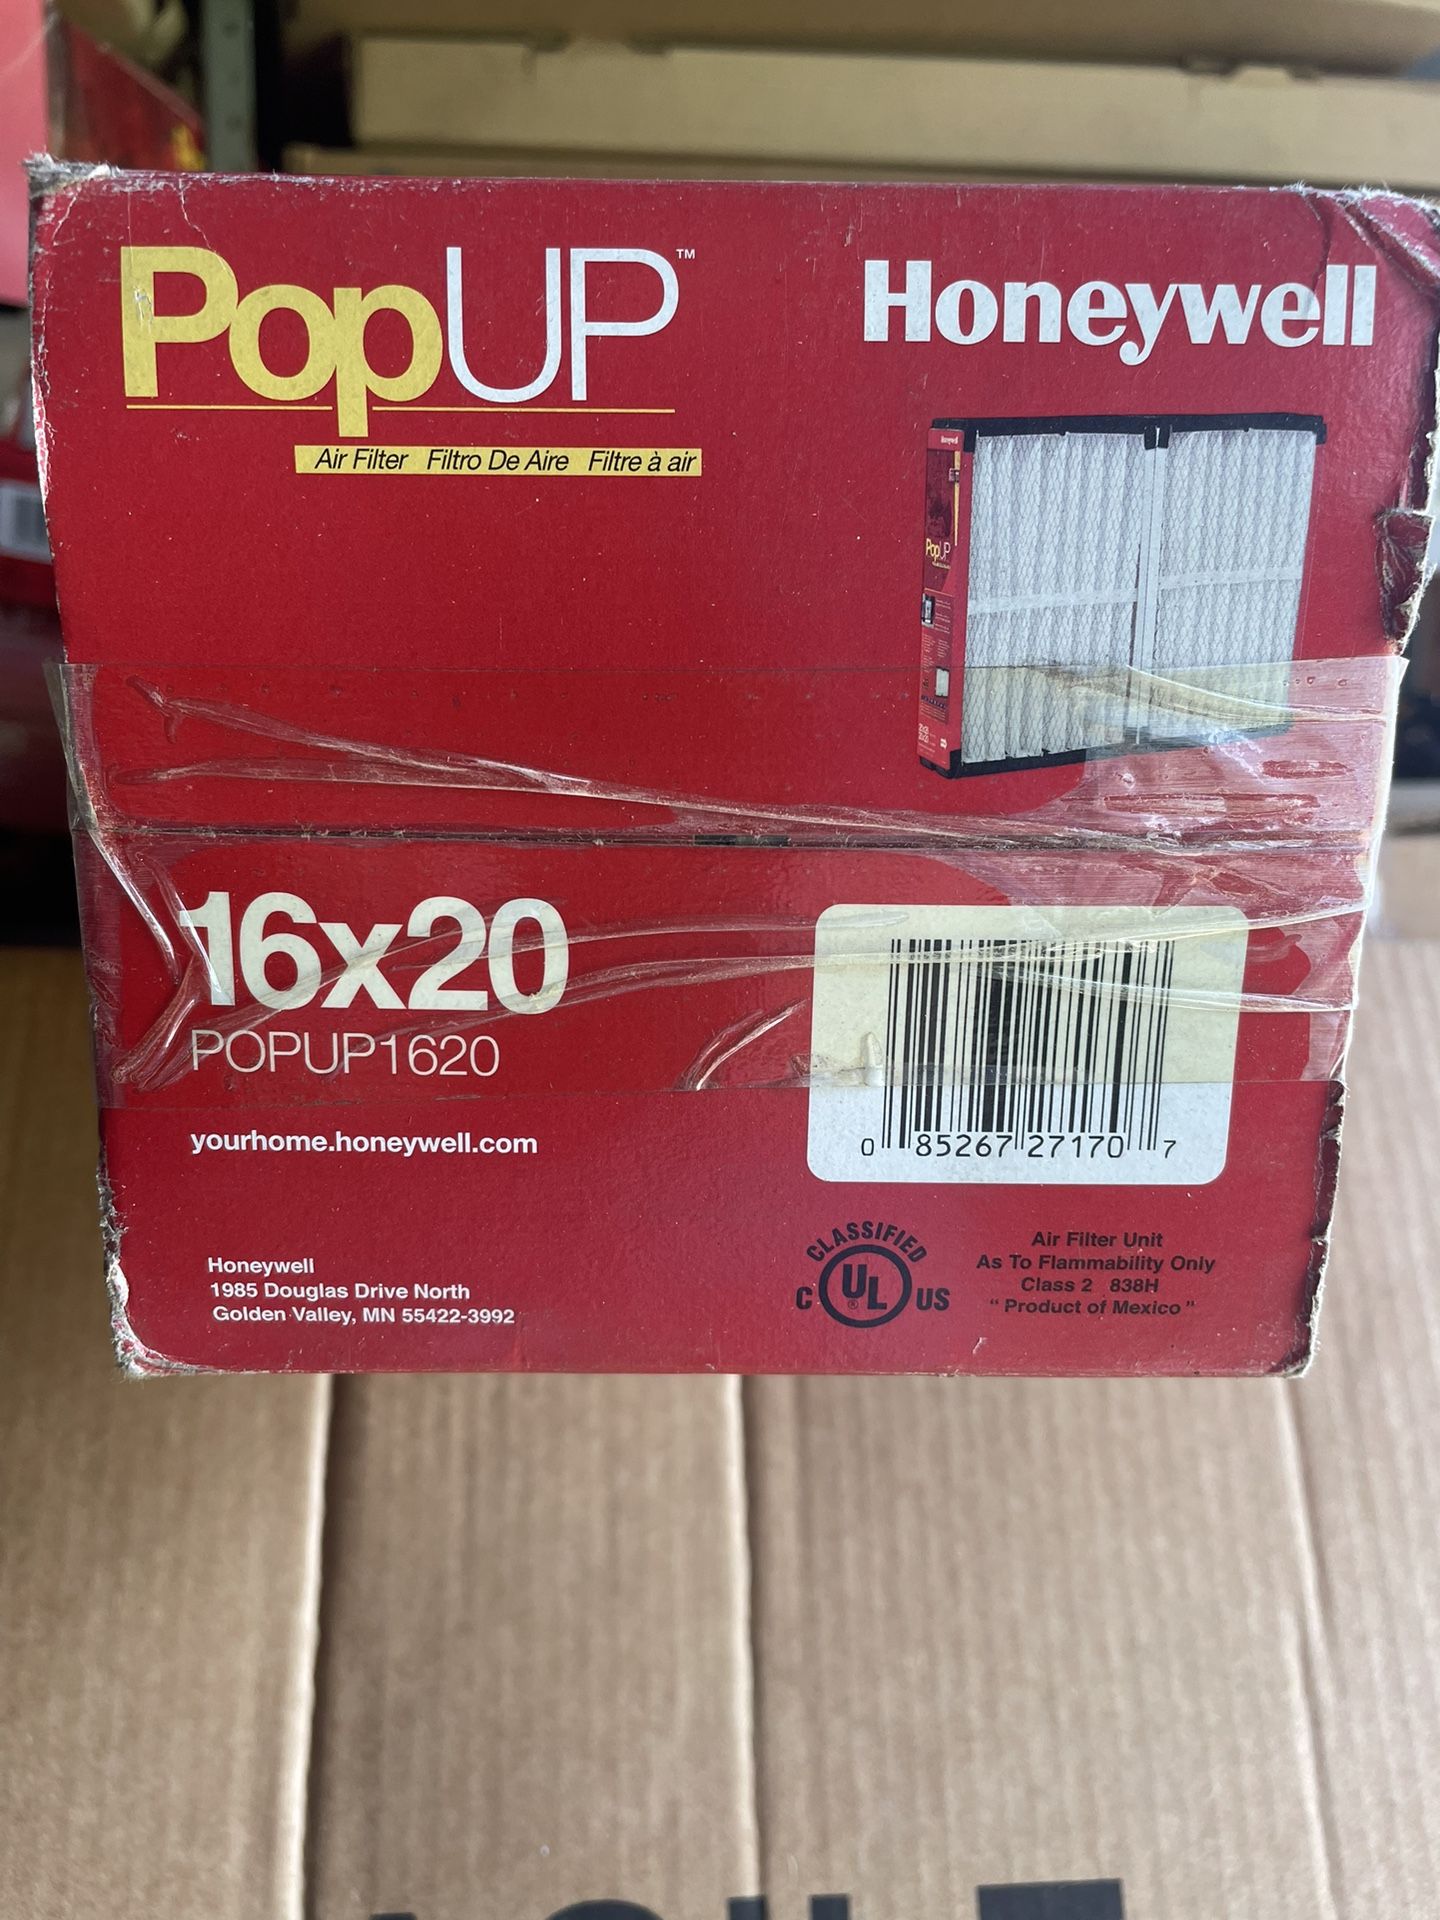 PopUP™
Honeywell
Air Filter Filtro De Aire Filtre à air
Honeywell
PopUP
16x20
POPUP1620
0 85267 27170 7
yourhome.honeywell.com
Honeywell
1985 Douglas Drive North
Golden Valley, MN 55422-3992
CLASSIFIED
C UL® US
Air Filter Unit
As To Flammability Only
Class 2 838H
" Product of Mexico "